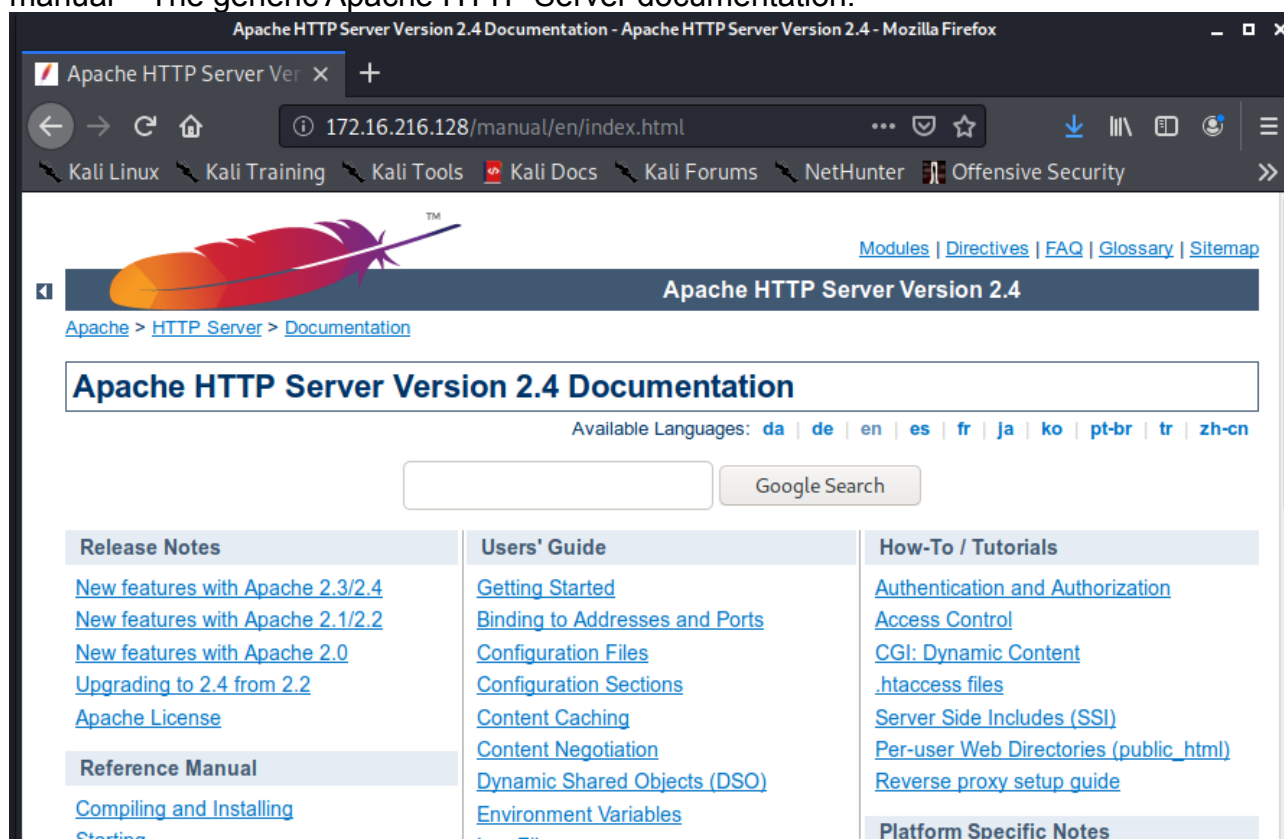 manual – The generic Apache HTTP Server documentation.
Apache HTTP Server Version 2.4 Documentation - Apache HTTP Server Version 2.4 - Mozilla Firefox
Apache HTTP Server Ver
172.16.216.128/manual/en/index.html
Kali Linux Kali Training Kali Tools Kali Docs Kali Forums NetHunter Offensive Security
TM
Modules | Directives | FAQ | Glossary | Sitemap
Apache HTTP Server Version 2.4
Apache > HTTP Server > Documentation
Apache HTTP Server Version 2.4 Documentation
Available Languages: da | de | en | es | fr | ja | ko | pt-br | tr | zh-cn
Google Search
Release Notes
New features with Apache 2.3/2.4
New features with Apache 2.1/2.2
New features with Apache 2.0
Upgrading to 2.4 from 2.2
Apache License
Reference Manual
Compiling and Installing
Users' Guide
Getting Started
Binding to Addresses and Ports
Configuration Files
Configuration Sections
Content Caching
Content Negotiation
Dynamic Shared Objects (DSO)
Environment Variables
How-To / Tutorials
Authentication and Authorization
Access Control
CGI: Dynamic Content
.htaccess files
Server Side Includes (SSI)
Per-user Web Directories (public_html)
Reverse proxy setup guide
Platform Specific Notes